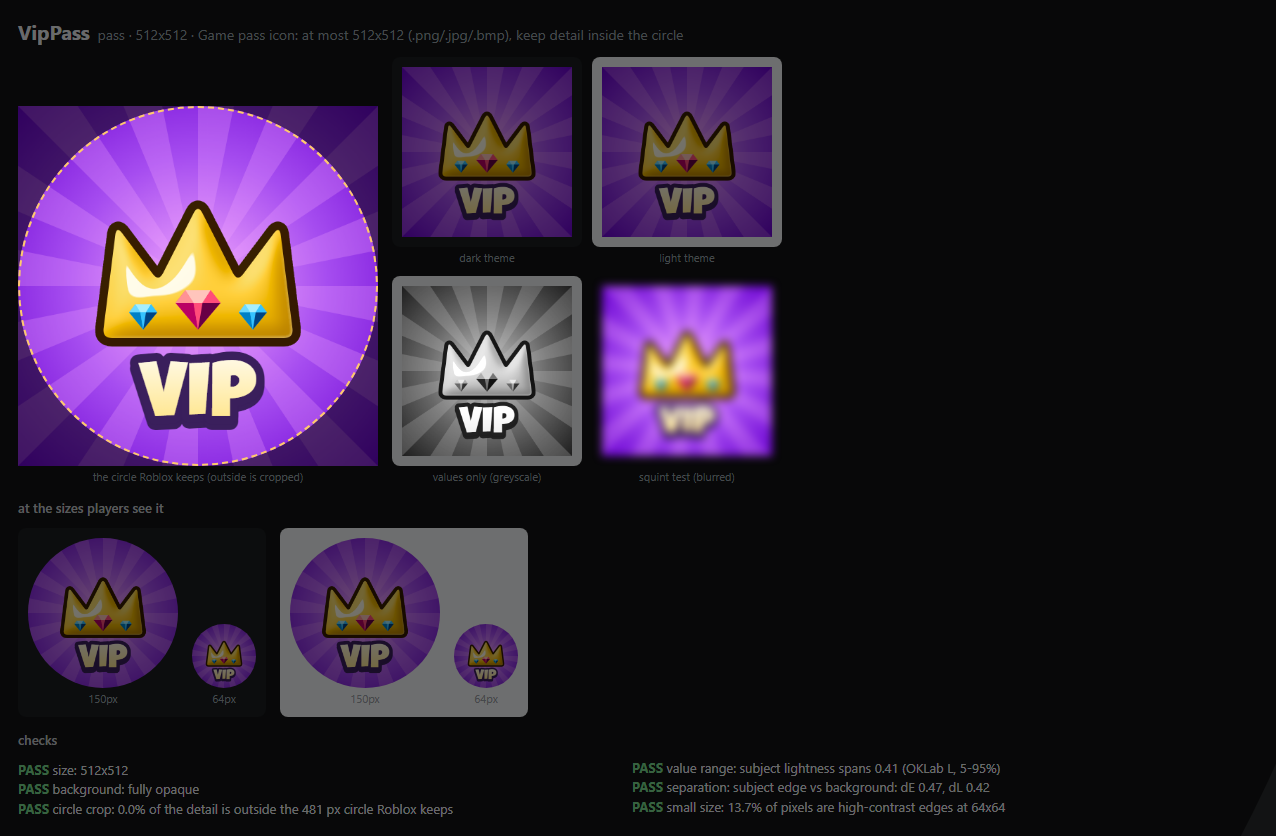 VipPass pass · 512x512 · Game pass icon: at most 512x512 (.png/.jpg/.bmp), keep detail inside the circle
VIP
the circle Roblox keeps (outside is cropped)
VIP
dark theme
VIP
light theme
VIP
values only (greyscale)
VIP
squint test (blurred)
at the sizes players see it
VIP
150px
VIP
64px
VIP
150px
VIP
64px
checks
PASS size: 512x512
PASS background: fully opaque
PASS circle crop: 0.0% of the detail is outside the 481 px circle Roblox keeps
PASS value range: subject lightness spans 0.41 (OKLab L, 5-95%)
PASS separation: subject edge vs background: dE 0.47, dL 0.42
PASS small size: 13.7% of pixels are high-contrast edges at 64x64